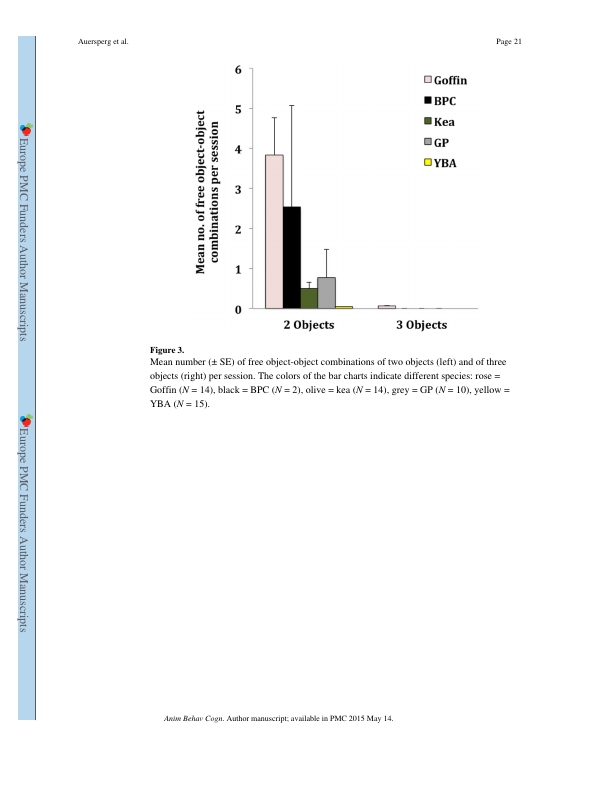 Auersperg et al.
Page 21
Europe PMC Funders Author Manuscripts
Europe PMC Funders Author Manuscripts
Mean no. of free object-object
combinations per session
6
5
4
3
2
1
0
Goffin
BPC
Kea
GP
YBA
2 Objects
3 Objects
Figure 3.
Mean number (± SE) of free object-object combinations of two objects (left) and of three
objects (right) per session. The colors of the bar charts indicate different species: rose =
Goffin (N = 14), black = BPC (N = 2), olive = kea (N = 14), grey = GP (N = 10), yellow =
YBA (N = 15).
Anim Behav Cogn. Author manuscript; available in PMC 2015 May 14.